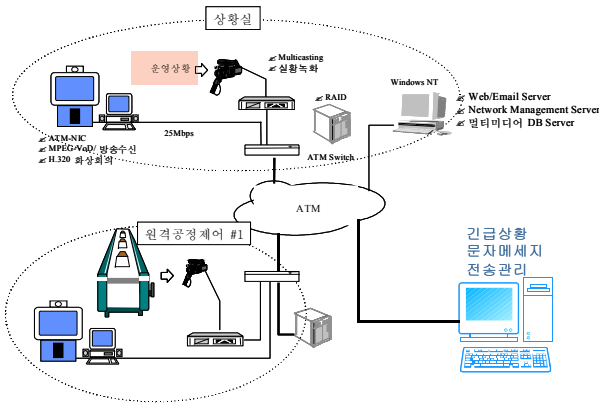 상황실
운영상황
Multicasting
실황녹화
RAID
Windows NT
Web/Email Server
Network Management Server
멀티미디어 DB Server
25Mbps
ATM-NIC
MPEG-VoD/ 방송수신
H.320 화상회의
ATM Switch
ATM
원격공정제어 #1
긴급상황
문자메세지
전송관리